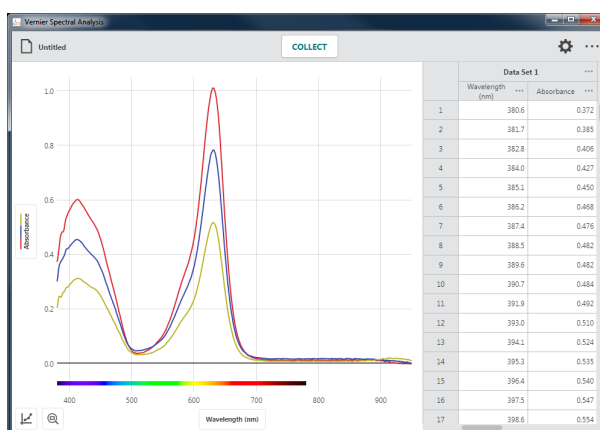 Vernier Spectral Analysis
Untitled
COLLECT
Data Set 1
Wavelength (nm) Absorbance
1 380.6 0.372
2 381.7 0.385
3 382.8 0.406
4 384.0 0.427
5 385.1 0.450
6 386.2 0.468
7 387.4 0.476
8 388.5 0.482
9 389.6 0.482
10 390.7 0.484
11 391.9 0.492
12 393.0 0.510
13 394.1 0.524
14 395.3 0.535
15 396.4 0.540
16 397.5 0.547
17 398.6 0.554
Absorbance
1.0
0.8
0.6
0.4
0.2
0.0
400 500 600 700 800 900
Wavelength (nm)